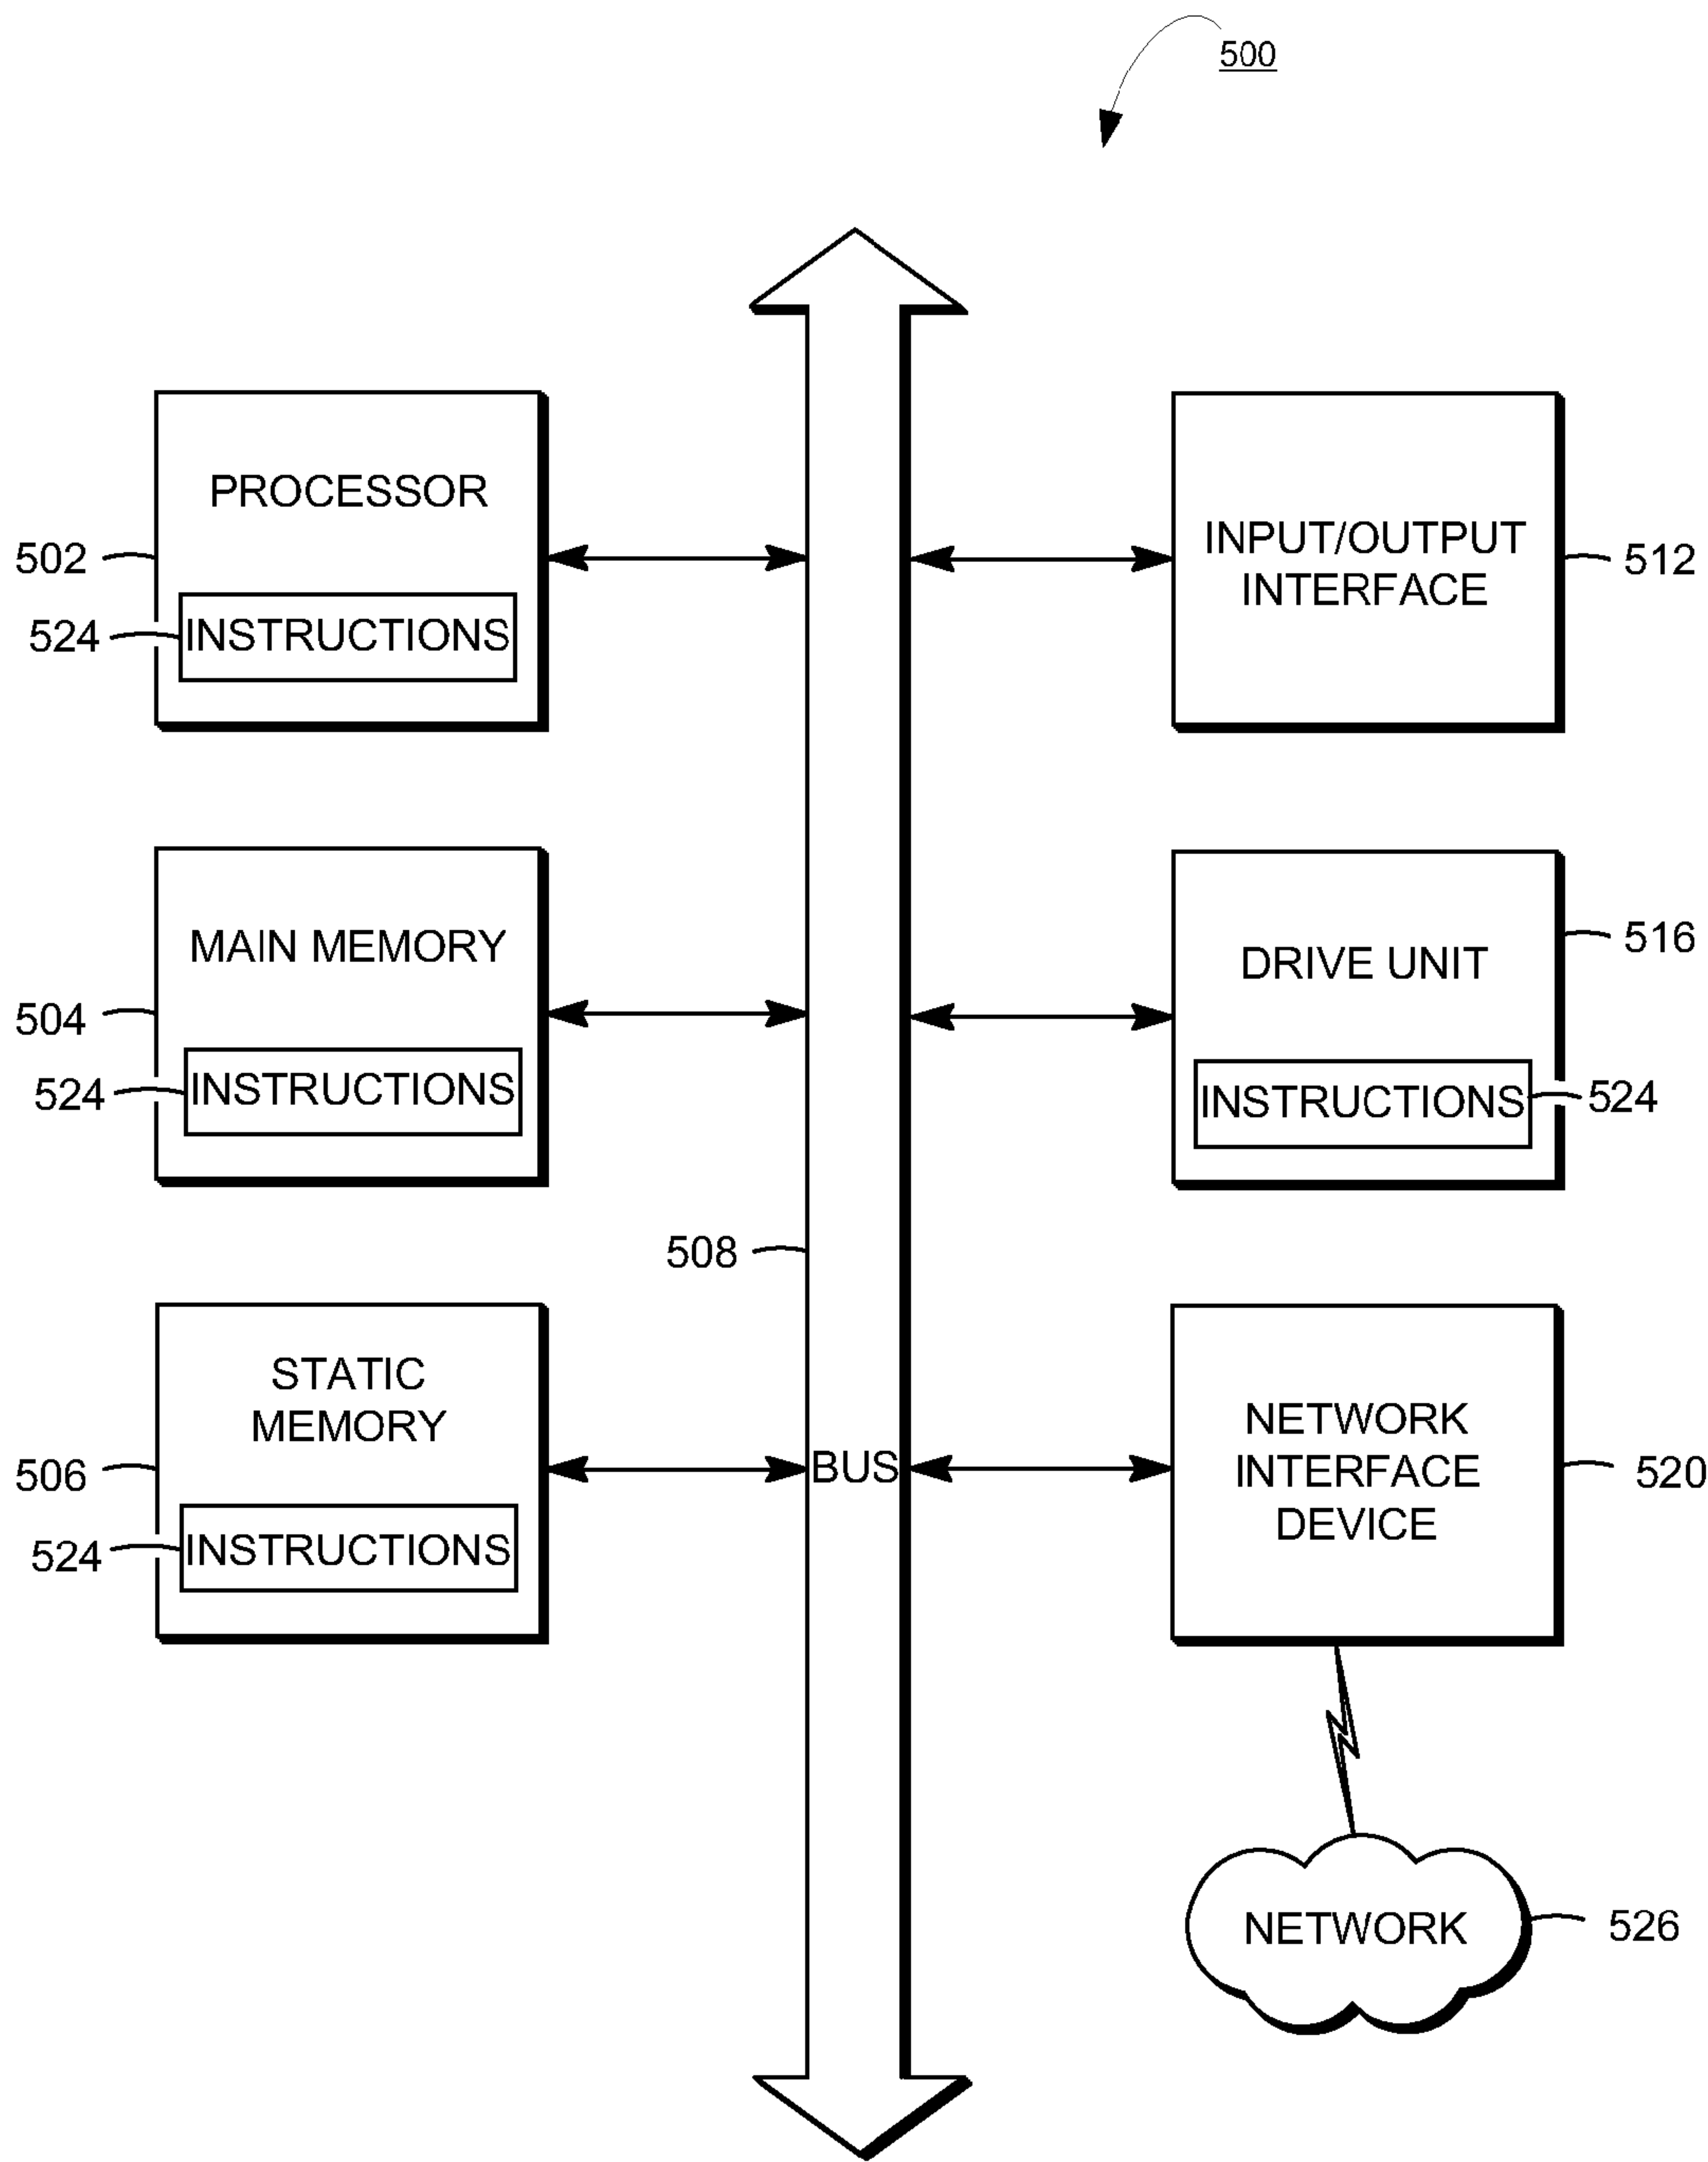 500
PROCESSOR
502
524
INSTRUCTIONS
INPUT/OUTPUT
INTERFACE
512
MAIN MEMORY
504
524
INSTRUCTIONS
DRIVE UNIT
516
INSTRUCTIONS
524
508
STATIC
MEMORY
506
524
INSTRUCTIONS
BUS
NETWORK
INTERFACE
DEVICE
520
NETWORK
526